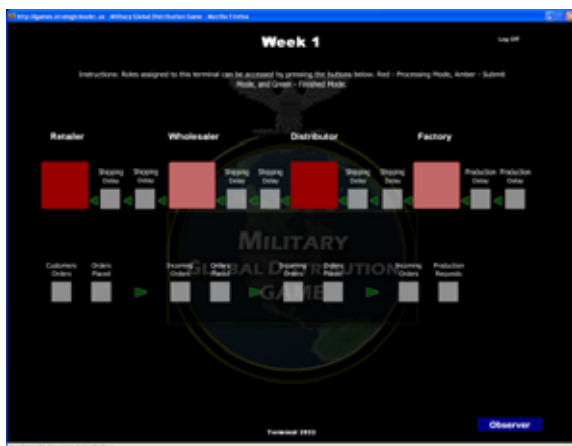 Military Global Distribution Game - Mozilla Firefox
Week 1
Log Off
Instructions: Roles assigned to this terminal can be accessed by pressing the buttons below. Red - Processing Mode, Amber - Submit
Mode, and Green - Finished Mode.
Retailer Wholesaler Distributor Factory
Shipping Delay Shipping Delay Shipping Delay Shipping Delay Shipping Delay Shipping Delay Production Delay Production Delay
MILITARY
GLOBAL DISTRIBUTION
GAME
Customers Orders Orders Placed Incoming Orders Orders Placed Incoming Orders Orders Placed Incoming Orders Production Requests
Observer
Terminal